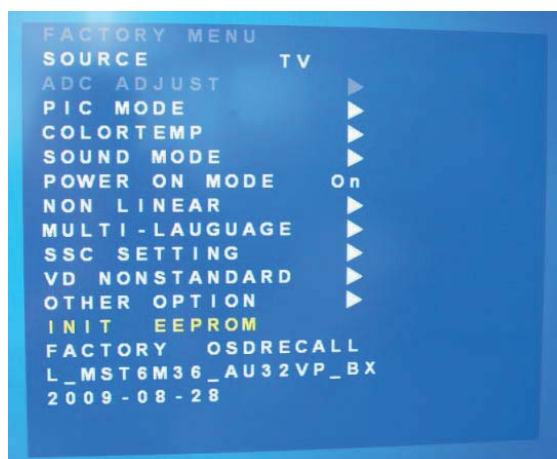 FACTORY MENU
SOURCE TV
ADC ADJUST
PIC MODE
COLORTEMP
SOUND MODE
POWER ON MODE On
NON LINEAR
MULTI-LAUGUAGE
SSC SETTING
VD NONSTANDARD
OTHER OPTION
INIT EEPROM
FACTORY OSDRECALL
L_MST6M36_AU32VP_BX
2009-08-28